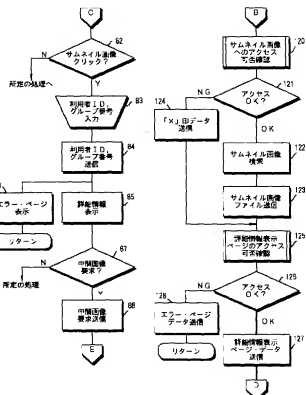 C
82
サムネイル画像
クリック？
N
所定の処理へ
Y
83
利用者ＩＤ，
グループ番号
入力
84
利用者ＩＤ，
グループ番号
送信
エラー・ページ
表示
リターン
85
詳細情報
表示
87
中間画像
要求？
N
所定の処理
Y
88
中間画像
要求送信
E
B
120
サムネイル画像
へのアクセス
可否確認
121
アクセス
ＯＫ？
NG
124
「×」印データ
送信
OK
122
サムネイル画像
検索
123
サムネイル画像
ファイル送信
125
詳細情報表示
ページのアクセス
可否確認
126
アクセス
ＯＫ？
NG
128
エラー・ページ
データ送信
リターン
OK
127
詳細情報表示
ページ・データ
送信
D